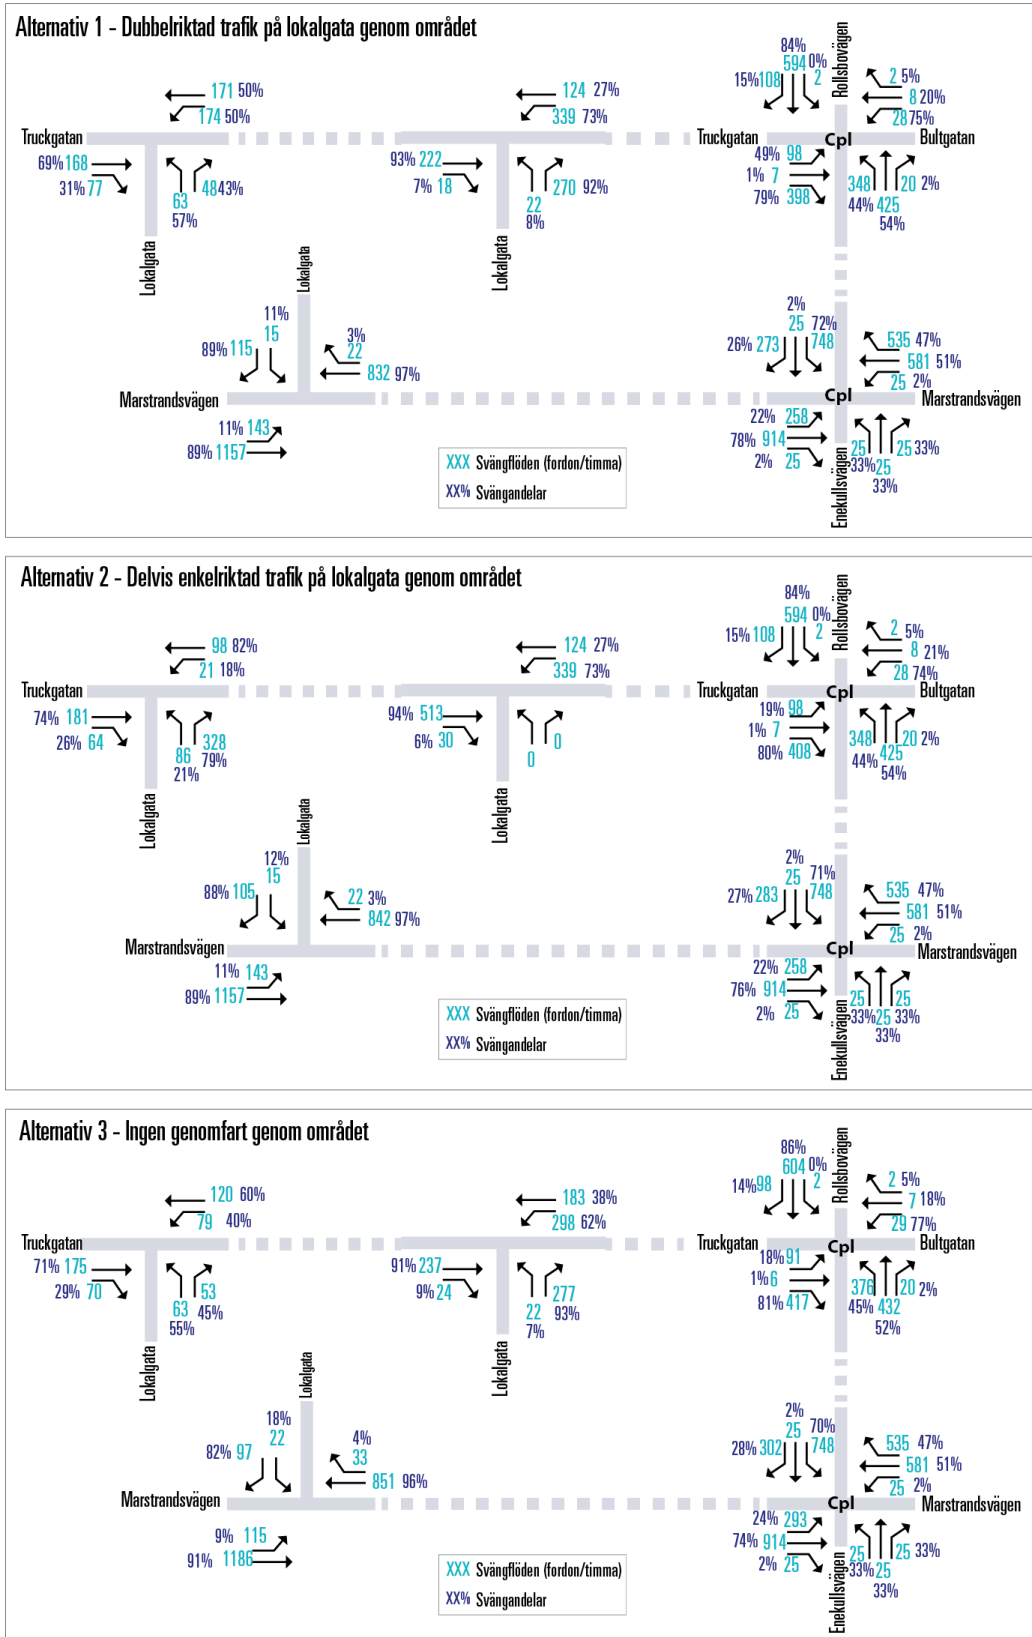 Alternativ 1 - Dubbelriktad trafik på lokalgata genom området
84%
594 0%
15% 108 2
Rollsbovägen
2 5%
8 20%
28 75%
171 50%
174 50%
124 27%
339 73%
Truckgatan
Truckgatan
Cpl
Bultgatan
69% 168
31% 77
63
57%
48 43%
93% 222
7% 18
22
8%
270 92%
49% 98
1% 7
79% 398
348
44% 425
54%
20 2%
Lokalgata
Lokalgata
Lokalgata
11%
15
89% 115
3%
22
832 97%
2%
25 72%
26% 273 748
535 47%
581 51%
25 2%
Marstrandsvägen
Cpl
Marstrandsvägen
11% 143
89% 1157
22% 258
78% 914
2% 25
25
33% 25
33%
25 33%
Enekullsvägen
XXX Svängflöden (fordon/timma)
XX% Svängandelar
Alternativ 2 - Delvis enkelriktad trafik på lokalgata genom området
84%
594 0%
15% 108 2
Rollsbovägen
2 5%
8 21%
28 74%
98 82%
21 18%
124 27%
339 73%
Truckgatan
Truckgatan
Cpl
Bultgatan
74% 181
26% 64
86
21%
328
79%
94% 513
6% 30
0
0
19% 98
1% 7
80% 408
348
44% 425
54%
20 2%
Lokalgata
Lokalgata
Lokalgata
12%
15
88% 105
22 3%
842 97%
2%
25 71%
27% 283 748
535 47%
581 51%
25 2%
Marstrandsvägen
Cpl
Marstrandsvägen
11% 143
89% 1157
22% 258
76% 914
2% 25
25 25
33% 25 33%
33%
Enekullsvägen
XXX Svängflöden (fordon/timma)
XX% Svängandelar
Alternativ 3 - Ingen genomfart genom området
86%
604 0%
14% 98 2
Rollsbovägen
2 5%
7 18%
29 77%
120 60%
79 40%
183 38%
298 62%
Truckgatan
Truckgatan
Cpl
Bultgatan
71% 175
29% 70
63
55%
53
45%
91% 237
9% 24
22
7%
277
93%
18% 91
1% 6
81% 417
376
45% 432
52%
20 2%
Lokalgata
Lokalgata
Lokalgata
18%
22
82% 97
4%
33
851 96%
2%
25 70%
28% 302 748
535 47%
581 51%
25 2%
Marstrandsvägen
Cpl
Marstrandsvägen
9% 115
91% 1186
24% 293
74% 914
2% 25
25
33% 25
33%
25 33%
Enekullsvägen
XXX Svängflöden (fordon/timma)
XX% Svängandelar